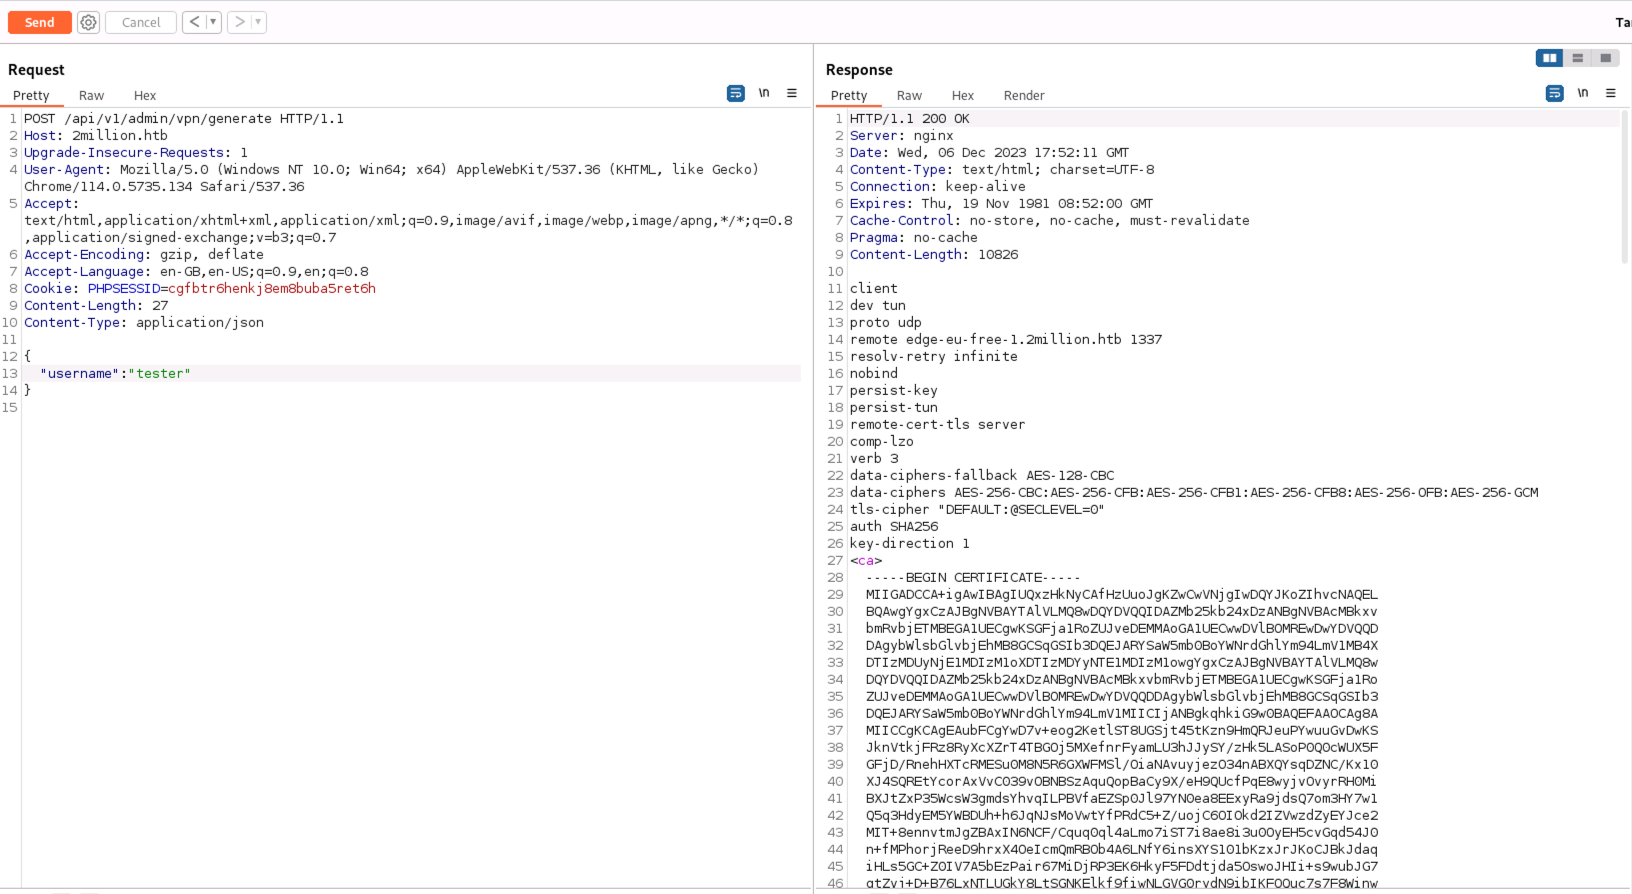 Send
Cancel
<
>
Ta
Request
Pretty Raw Hex
\n
1 POST /api/v1/admin/vpn/generate HTTP/1.1
2 Host: 2million.htb
3 Upgrade-Insecure-Requests: 1
4 User-Agent: Mozilla/5.0 (Windows NT 10.0; Win64; x64) AppleWebKit/537.36 (KHTML, like Gecko)
Chrome/114.0.5735.134 Safari/537.36
5 Accept:
text/html,application/xhtml+xml,application/xml;q=0.9,image/avif,image/webp,image/apng,*/*;q=0.8
,application/signed-exchange;v=b3;q=0.7
6 Accept-Encoding: gzip, deflate
7 Accept-Language: en-GB,en-US;q=0.9,en;q=0.8
8 Cookie: PHPSESSID=cgfbtr6henkj8em8buba5ret6h
9 Content-Length: 27
10 Content-Type: application/json
11
12 {
13 "username":"tester"
14 }
15
Response
Pretty Raw Hex Render
\n
1 HTTP/1.1 200 OK
2 Server: nginx
3 Date: Wed, 06 Dec 2023 17:52:11 GMT
4 Content-Type: text/html; charset=UTF-8
5 Connection: keep-alive
6 Expires: Thu, 19 Nov 1981 08:52:00 GMT
7 Cache-Control: no-store, no-cache, must-revalidate
8 Pragma: no-cache
9 Content-Length: 10826
10
11 client
12 dev tun
13 proto udp
14 remote edge-eu-free-1.2million.htb 1337
15 resolv-retry infinite
16 nobind
17 persist-key
18 persist-tun
19 remote-cert-tls server
20 comp-lzo
21 verb 3
22 data-ciphers-fallback AES-128-CBC
23 data-ciphers AES-256-CBC:AES-256-CFB:AES-256-CFB1:AES-256-CFB8:AES-256-OFB:AES-256-GCM
24 tls-cipher "DEFAULT:@SECLEVEL=0"
25 auth SHA256
26 key-direction 1
27 <ca>
28 -----BEGIN CERTIFICATE-----
29 MIIGADCCA+igAwIBAgIUQxzHkNyCAfHzUuoJgKZwCwVNjgIwDQYJKoZIhvcNAQEL
30 BQAwgYgxCzAJBgNVBAYTAlVLMQ8wDQYDVQQIDAZMb25kb24xDzANBgNVBAcMBkxv
31 bmRvbjETMBEGA1UECgwKSGFja1RoZUJveDEMMAoGA1UECwwDVlBOMREwDwYDVQQD
32 DAgybWlsbGlvbjEhMB8GCSqGSIb3DQEJARYSaW5mb0BoYWNrdGhlYm94LmV1MB4X
33 DTIzMDUyNjE1MDIzM1oXDTIzMDYyNTE1MDIzM1owgYgxCzAJBgNVBAYTAlVLMQ8w
34 DQYDVQQIDAZMb25kb24xDzANBgNVBAcMBkxvbmRvbjETMBEGA1UECgwKSGFja1Ro
35 ZUJveDEMMAoGA1UECwwDVlBOMREwDwYDVQQDDAgybWlsbGlvbjEhMB8GCSqGSIb3
36 DQEJARYSaW5mb0BoYWNrdGhlYm94LmV1MIICIjANBgkqhkiG9w0BAQEFAAOCAg8A
37 MIICCgKCAgEAubFCgYwD7v+eog2KetlST8UGSjt45tKzn9HmQRJeuPYwuuGvDwKS
38 JknVtkjFRz8RyXcXZrT4TBGOj5MXefnrFyamLU3hJJySY/zHk5LASoP0Q0cWUX5F
39 GFjD/RnehHXTcRMESu0M8N5R6GXWFMSl/OiaNAvuyjezO34nABXQYsqDZNC/Kx10
40 XJ4SQREtYcorAxVvC039vOBNBSzAquQopBaCy9X/eH9QUcfPqE8wyjvOvyrRH0Mi
41 BXJtZxP35WcsW3gmdsYhvqILPBVfaEZSp0Jl97YN0ea8EExyRa9jdsQ7om3HY7w1
42 Q5q3HdyEM5YWBDUh+h6JqNJsMoVwtYfPRdC5+Z/uojC6OIOkd2IZVwzdZyEYJce2
43 MIT+8ennvtmJgZBAxIN6NCF/Cquq0ql4aLmo7iST7i8ae8i3u0OyEH5cvGqd54J0
44 n+fMPhorjReeD9hrxX4OeIcmQmRB0b4A6LNfY6insXYS101bKzxJrJKoCJBkJdaq
45 iHLs5GC+Z0IV7A5bEzPair67MiDjRP3EK6HkyF5FDdtjda5OswoJHIi+s9wubJG7
46